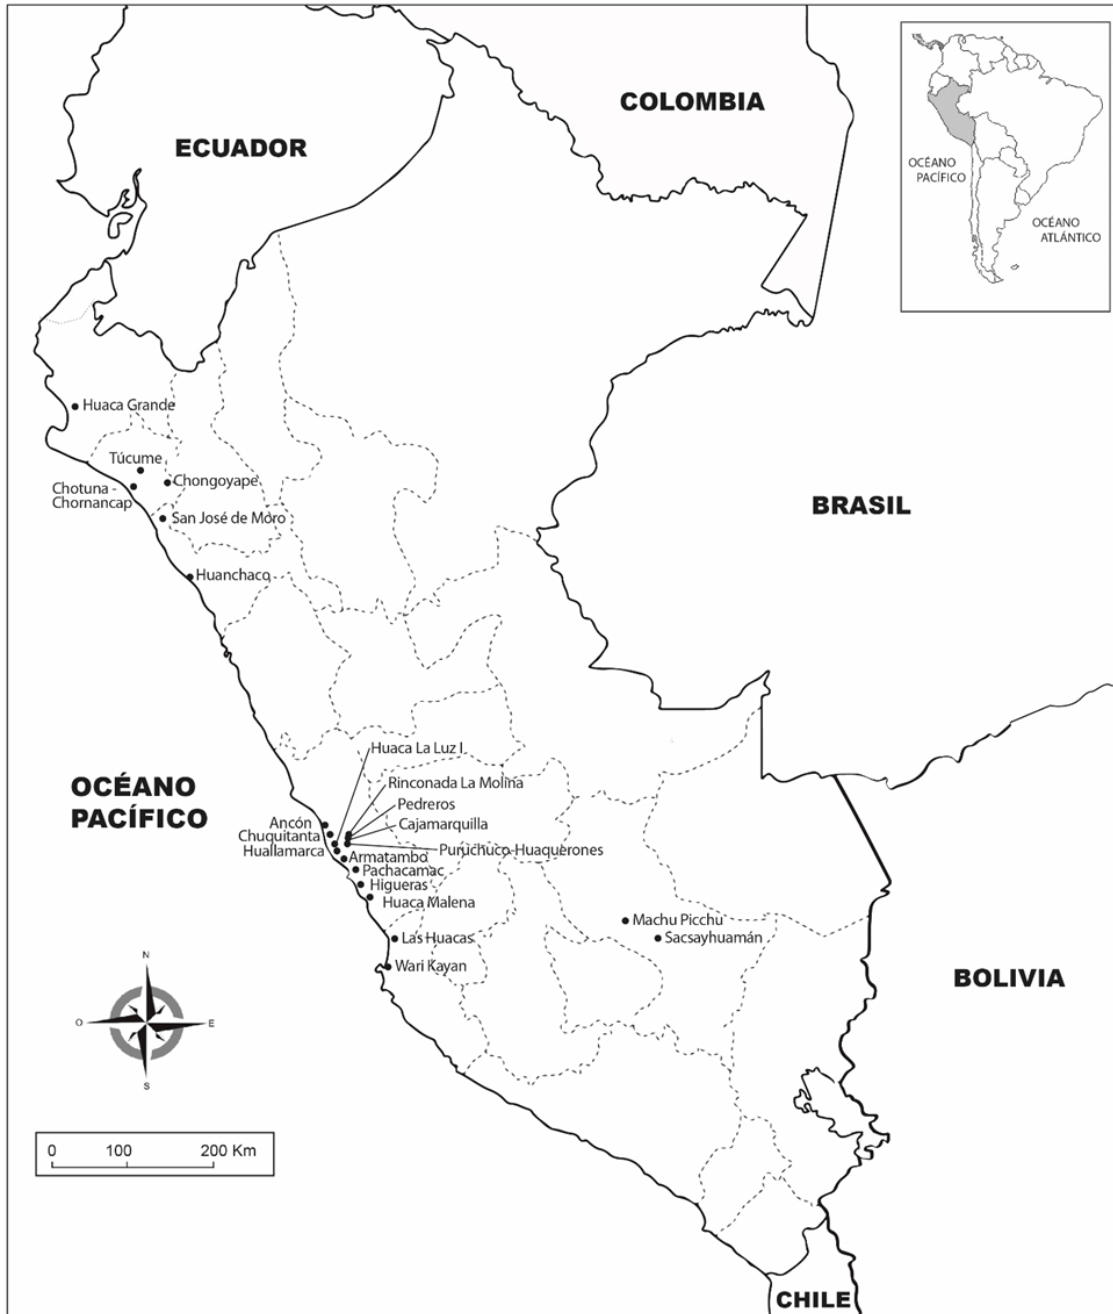 COLOMBIA
ECUADOR
OCÉANO
PACÍFICO
OCÉANO
ATLÁNTICO
Huaca Grande
Túcume
Chongoyape
Chotuna -
Chornancap
San José de Moro
BRASIL
Huanchaco
Huaca La Luz I
OCÉANO
PACÍFICO
Rinconada La Molina
Pedreros
Cajamarquilla
Ancón
Chuquitanta
Huallamarca
Puruchuco-Huaquerones
Armatambo
Pachacamac
Higueras
Huaca Malena
Machu Picchu
Sacsayhuamán
Las Huacas
Wari Kayan
BOLIVIA
N
O
E
S
0 100 200 Km
CHILE